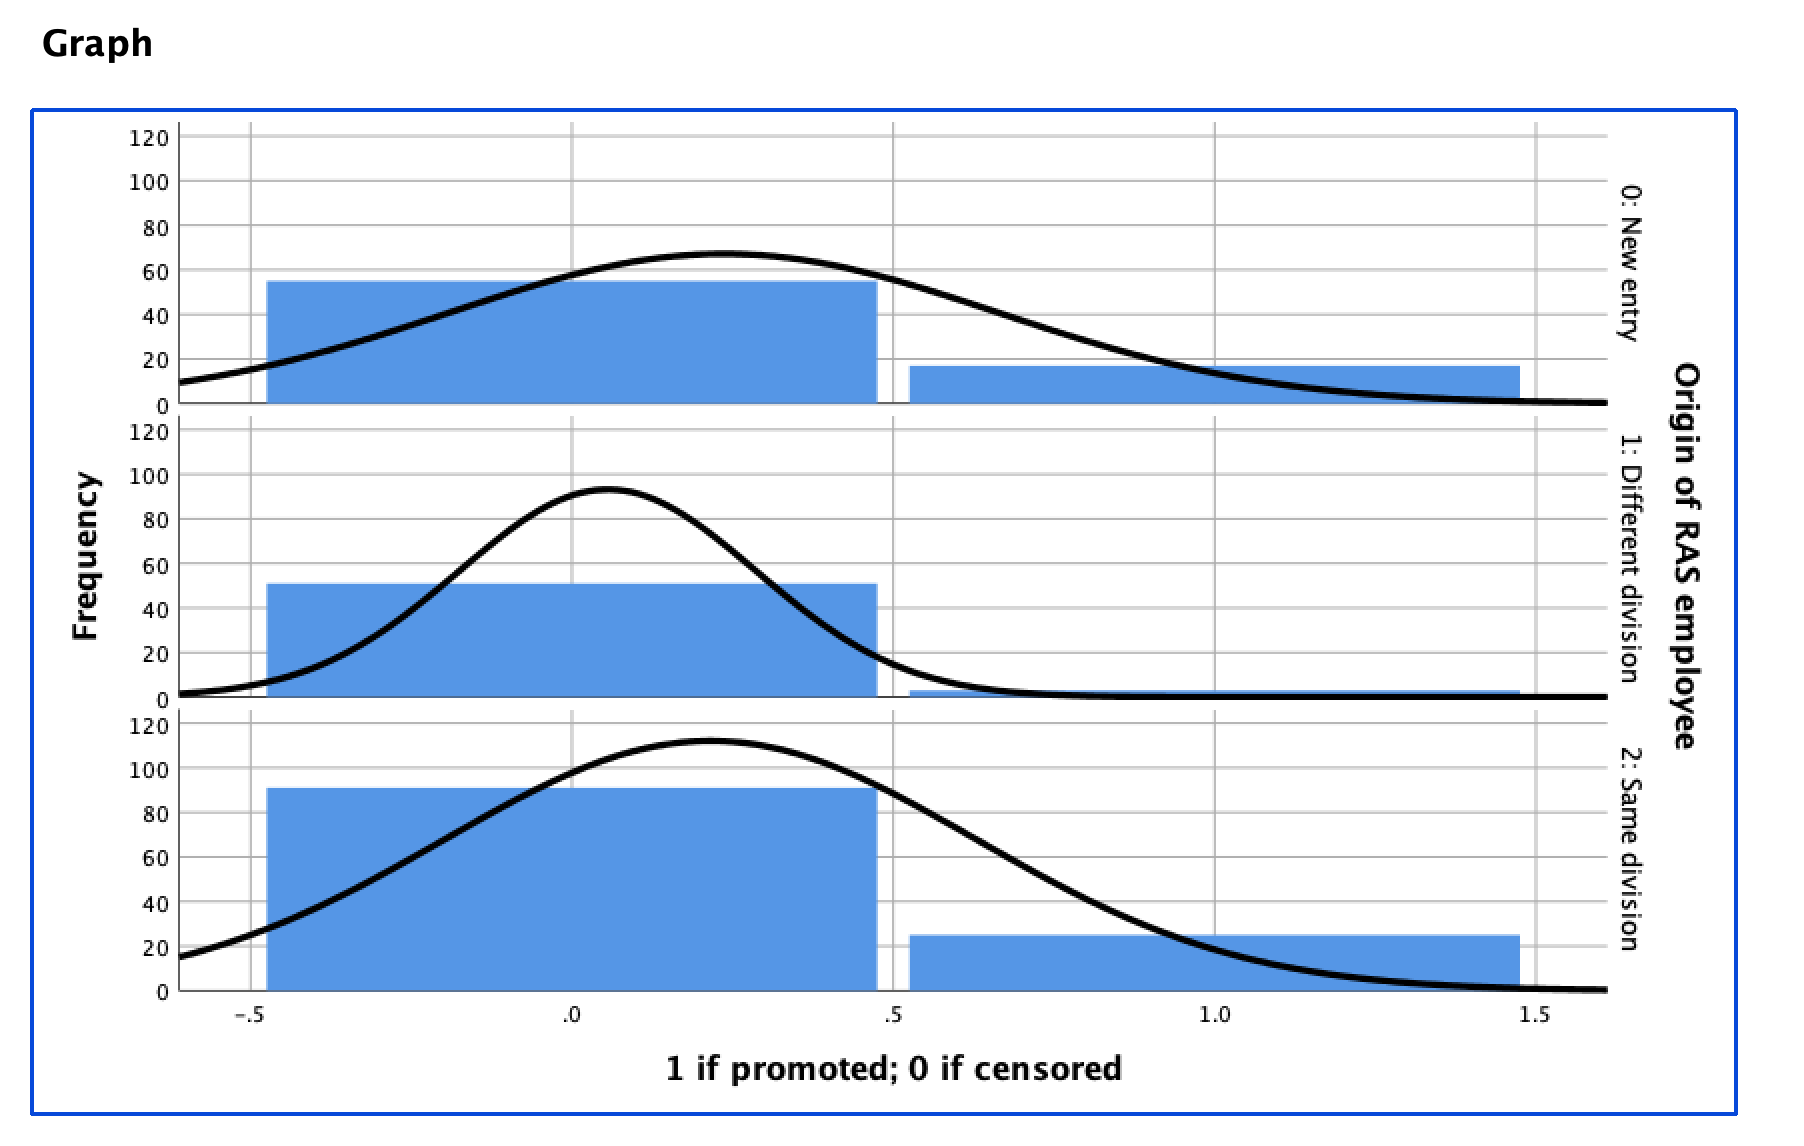 Graph
120
100
80
60
40
20
0
0: New entry
120
100
80
60
40
20
0
1: Different division
120
100
80
60
40
20
0
2: Same division
Frequency
Origin of RAS employee
-.5 .0 .5 1.0 1.5
1 if promoted; 0 if censored